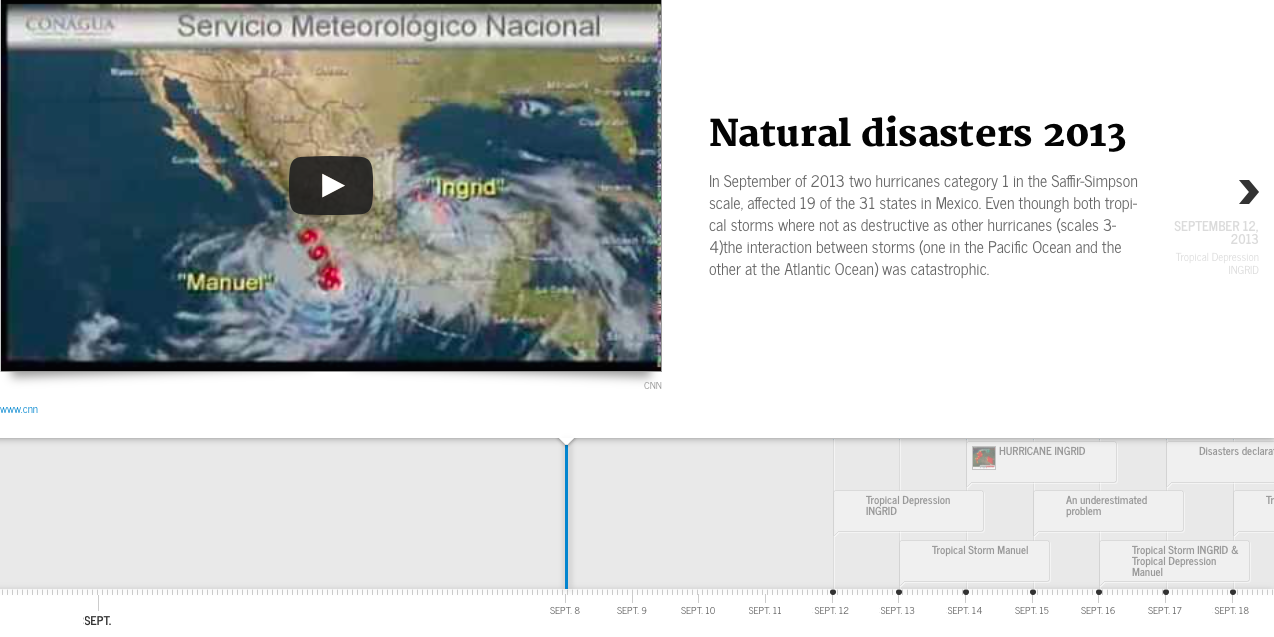 CONAGUA
Servicio Meteorológico Nacional
"Ingrid"
"Manuel"
CNN
www.cnn
Natural disasters 2013
In September of 2013 two hurricanes category 1 in the Saffir-Simpson
scale, affected 19 of the 31 states in Mexico. Even thoungh both tropi-
cal storms where not as destructive as other hurricanes (scales 3-
4)the interaction between storms (one in the Pacific Ocean and the
other at the Atlantic Ocean) was catastrophic.
SEPTEMBER 12,
2013
Tropical Depression
INGRID
HURRICANE INGRID
Disasters declarat
Tropical Depression
INGRID
An underestimated
problem
Tr
Tropical Storm Manuel
Tropical Storm INGRID &
Tropical Depression
Manuel
SEPT.
SEPT. 8
SEPT. 9
SEPT. 10
SEPT. 11
SEPT. 12
SEPT. 13
SEPT. 14
SEPT. 15
SEPT. 16
SEPT. 17
SEPT. 18